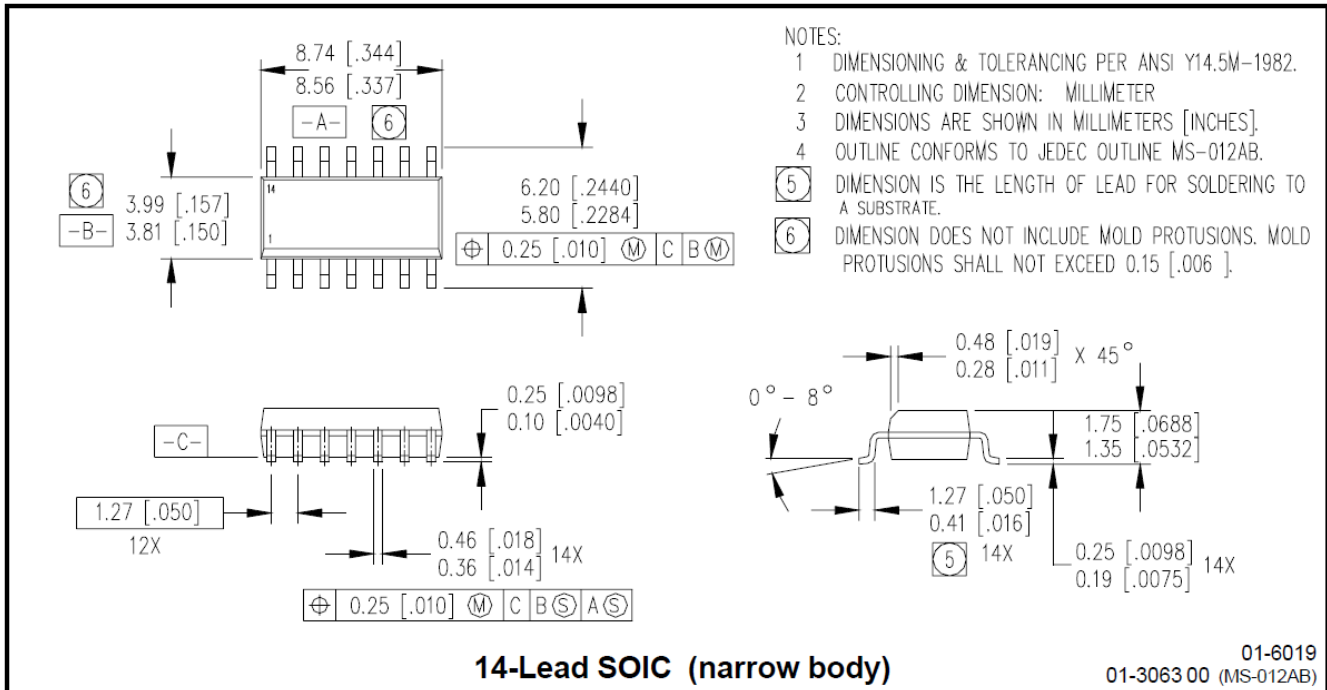 8.74 [.344]
8.56 [.337]
-A- 6
6
-B-
3.99 [.157]
3.81 [.150]
14
1
6.20 [.2440]
5.80 [.2284]
⌖ 0.25 [.010] Ⓜ C B Ⓜ
NOTES:
1 DIMENSIONING & TOLERANCING PER ANSI Y14.5M-1982.
2 CONTROLLING DIMENSION: MILLIMETER
3 DIMENSIONS ARE SHOWN IN MILLIMETERS [INCHES].
4 OUTLINE CONFORMS TO JEDEC OUTLINE MS-012AB.
5 DIMENSION IS THE LENGTH OF LEAD FOR SOLDERING TO
A SUBSTRATE.
6 DIMENSION DOES NOT INCLUDE MOLD PROTUSIONS. MOLD
PROTUSIONS SHALL NOT EXCEED 0.15 [.006 ].
-C-
0.25 [.0098]
0.10 [.0040]
1.27 [.050]
12X
0.46 [.018]
0.36 [.014] 14X
⌖ 0.25 [.010] Ⓜ C B Ⓢ A Ⓢ
0.48 [.019]
0.28 [.011] X 45°
0° - 8°
1.75 [.0688]
1.35 [.0532]
1.27 [.050]
0.41 [.016]
5 14X
0.25 [.0098]
0.19 [.0075] 14X
14-Lead SOIC (narrow body)
01-6019
01-3063 00 (MS-012AB)